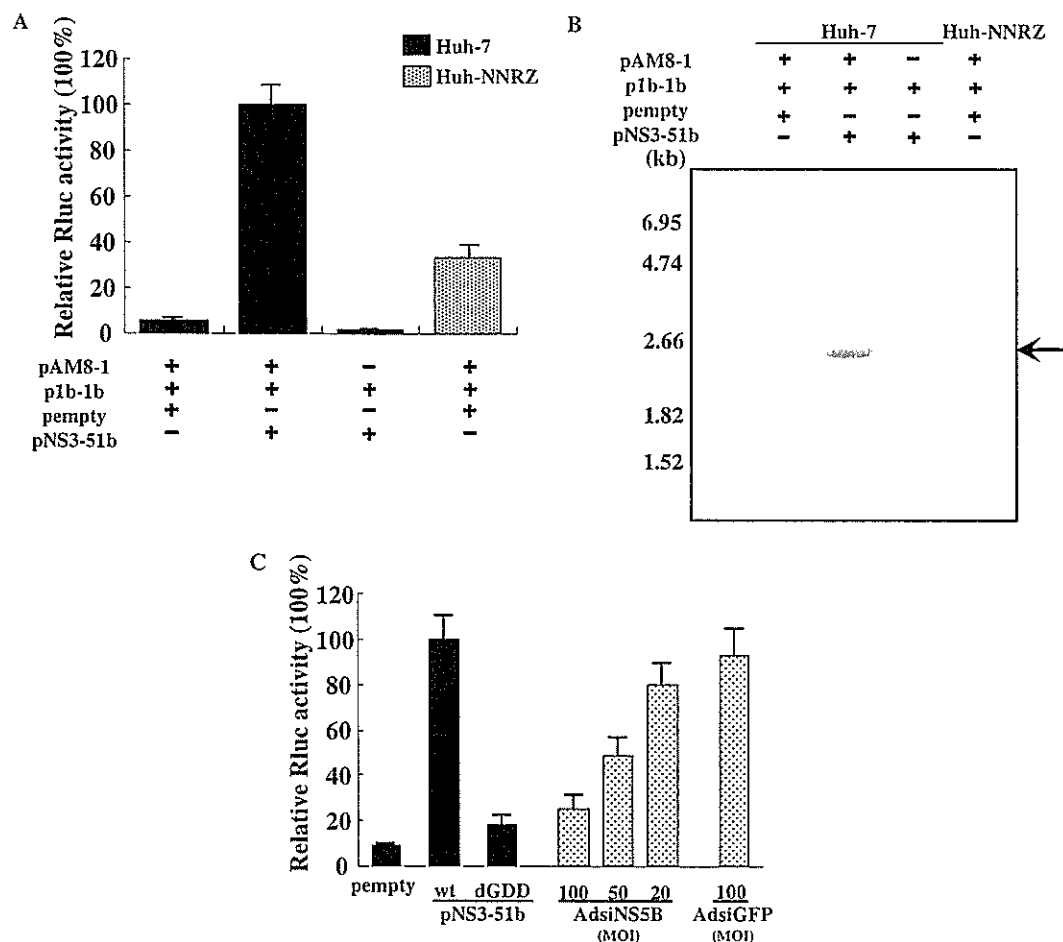 A
Relative Rluc activity (100%)
120
100
80
60
40
20
0
Huh-7
Huh-NNRZ
pAM8-1 + + - +
p1b-1b + + + +
pempty + - - +
pNS3-51b - + + -
B
Huh-7 Huh-NNRZ
pAM8-1 + + - +
p1b-1b + + + +
pempty + - - +
pNS3-51b - + + -
(kb)
6.95
4.74
2.66
1.82
1.52
C
Relative Rluc activity (100%)
120
100
80
60
40
20
0
pempty wt dGDD 100 50 20 100
pNS3-51b AdsiNS5B AdsiGFP
(MOI) (MOI)